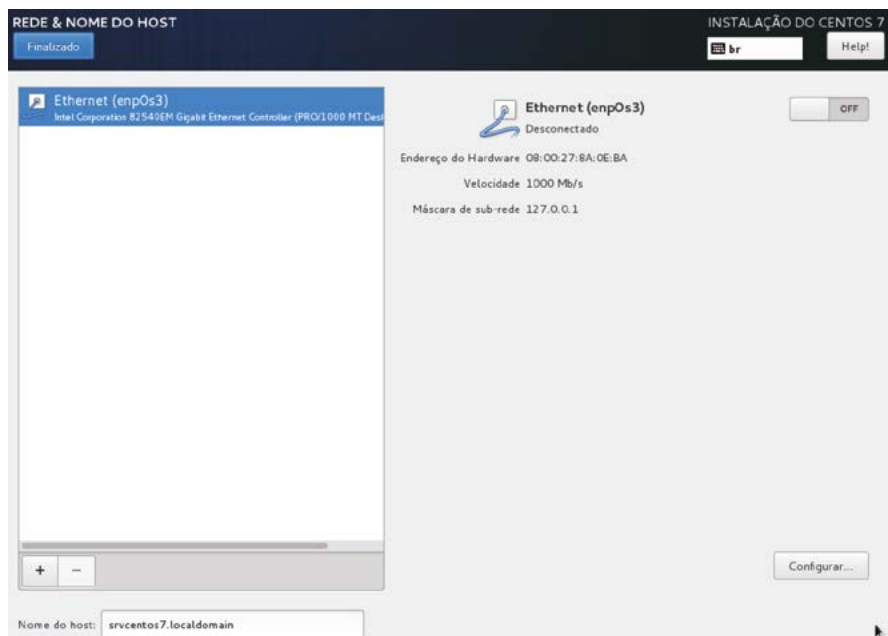 REDE & NOME DO HOST
Finalizado
INSTALAÇÃO DO CENTOS 7
br
Help!
Ethernet (enp0s3)
Intel Corporation 82540EM Gigabit Ethernet Controller (PRO/1000 MT Desk
Ethernet (enp0s3)
Desconectado
OFF
Endereço do Hardware 08:00:27:8A:0E:BA
Velocidade 1000 Mb/s
Máscara de sub-rede 127.0.0.1
+ −
Configurar...
Nome do host: srvcentos7.localdomain